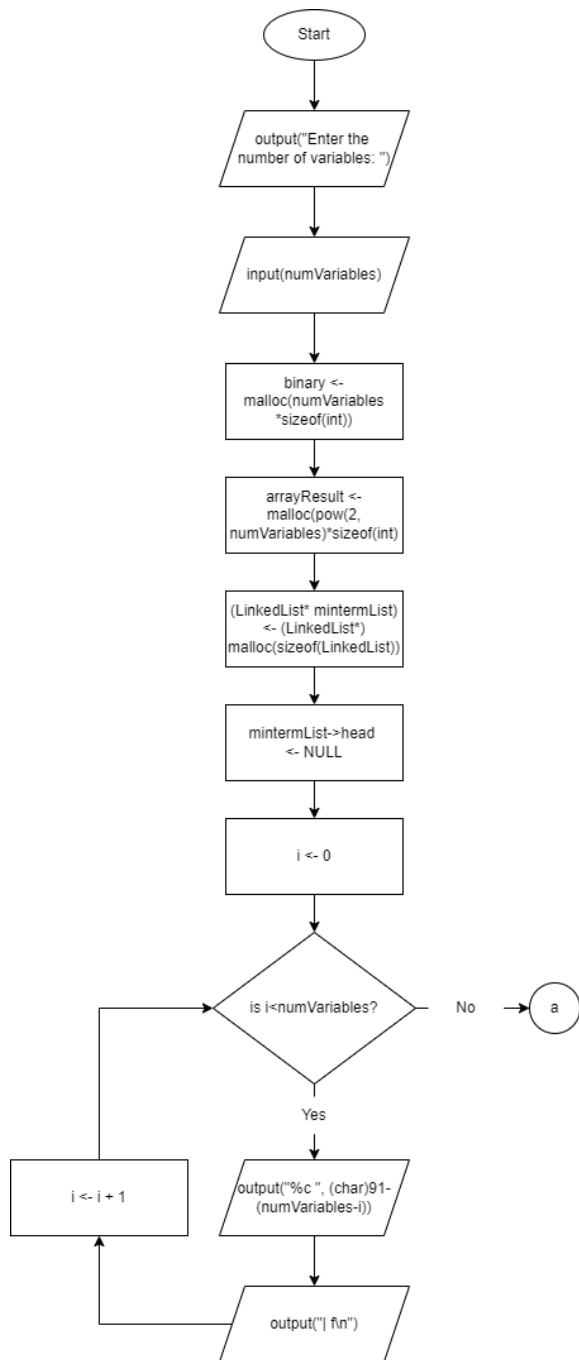 Start
output("Enter the
number of variables: ")
input(numVariables)
binary <-
malloc(numVariables
*sizeof(int))
arrayResult <-
malloc(pow(2,
numVariables)*sizeof(int)
(LinkedList* mintermList)
<- (LinkedList*)
malloc(sizeof(LinkedList))
mintermList->head
<- NULL
i <- 0
is i<numVariables?
No
a
Yes
i <- i + 1
output("%c ", (char)91-
(numVariables-i))
output("| f\n")